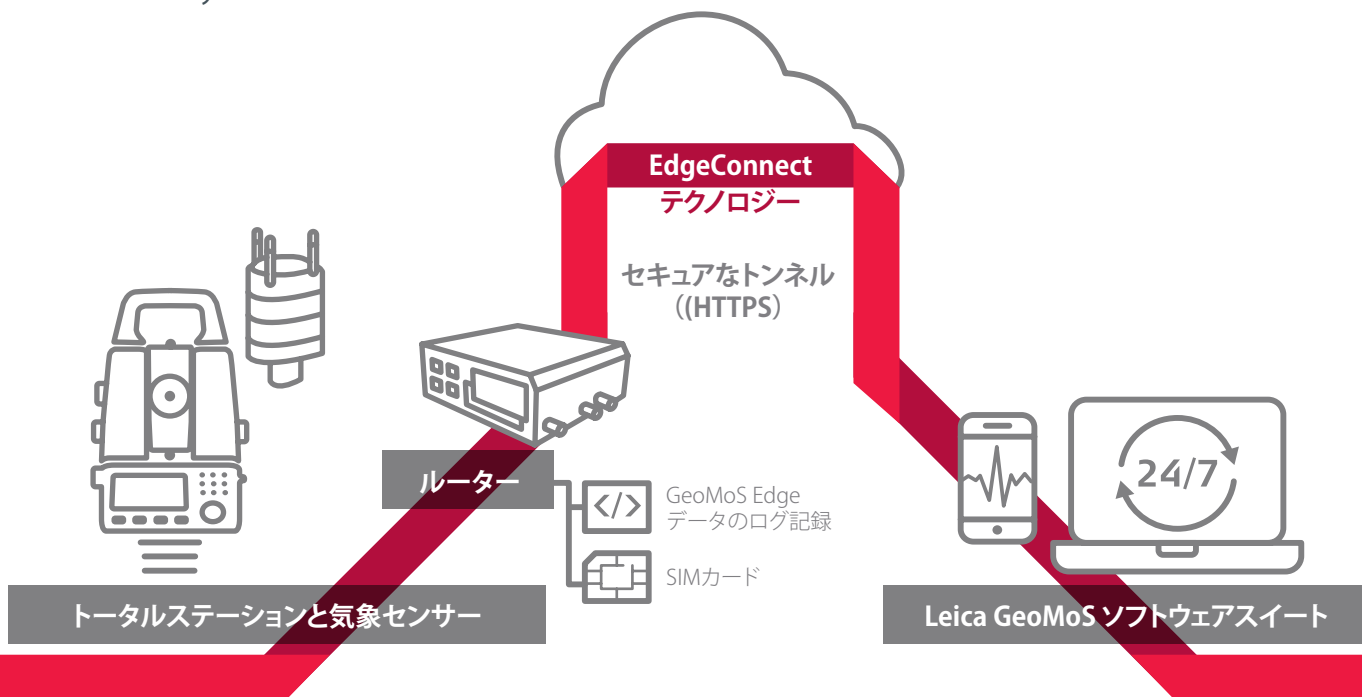 EdgeConnect
テクノロジー
セキュアなトンネル
((HTTPS)
ルーター
GeoMoS Edge
データのログ記録
SIMカード
24/7
トータルステーションと気象センサー
Leica GeoMoS ソフトウェアスイート